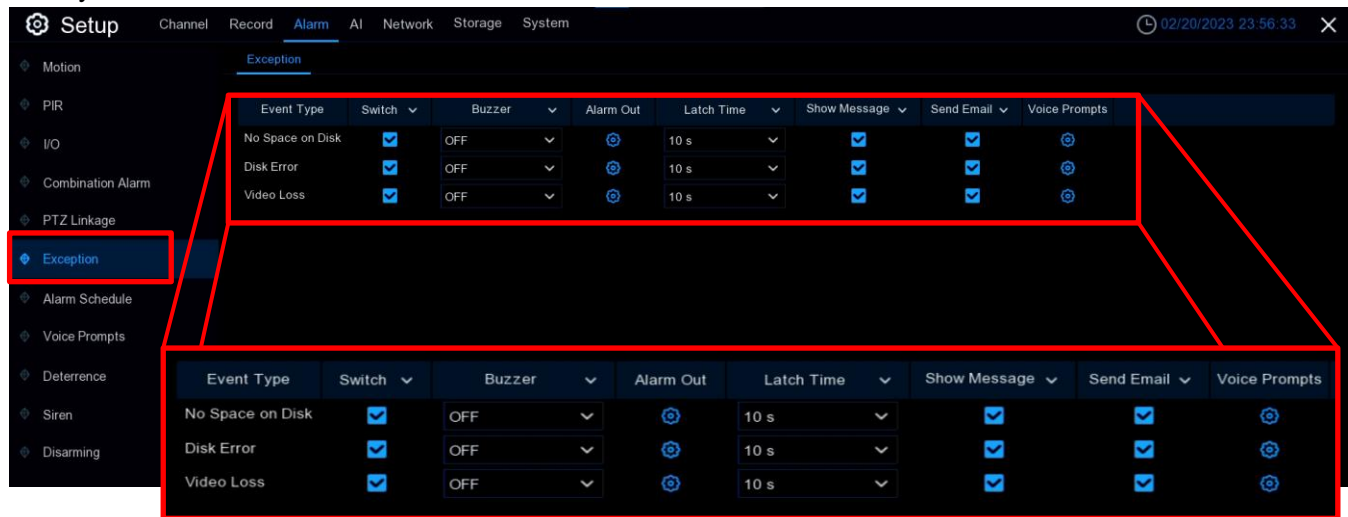 Setup Channel Record Alarm AI Network Storage System 02/20/2023 23:56:33
Exception
Motion
PIR
I/O
Combination Alarm
PTZ Linkage
Exception
Alarm Schedule
Voice Prompts
Deterrence
Siren
Disarming
Event Type Switch Buzzer Alarm Out Latch Time Show Message Send Email Voice Prompts
No Space on Disk OFF 10 s
Disk Error OFF 10 s
Video Loss OFF 10 s
Event Type Switch Buzzer Alarm Out Latch Time Show Message Send Email Voice Prompts
No Space on Disk OFF 10 s
Disk Error OFF 10 s
Video Loss OFF 10 s